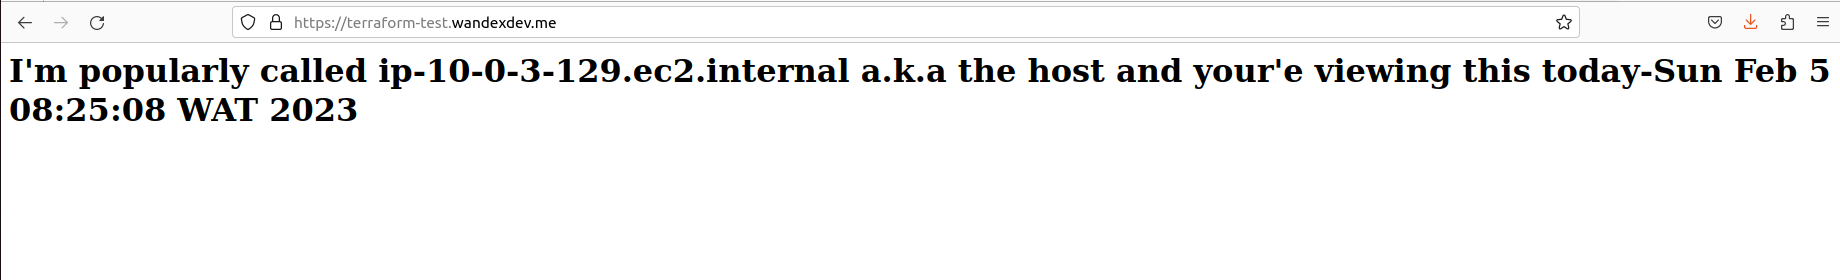 https://terraform-test.wandexdev.me
I'm popularly called ip-10-0-3-129.ec2.internal a.k.a the host and your'e viewing this today-Sun Feb 5
08:25:08 WAT 2023